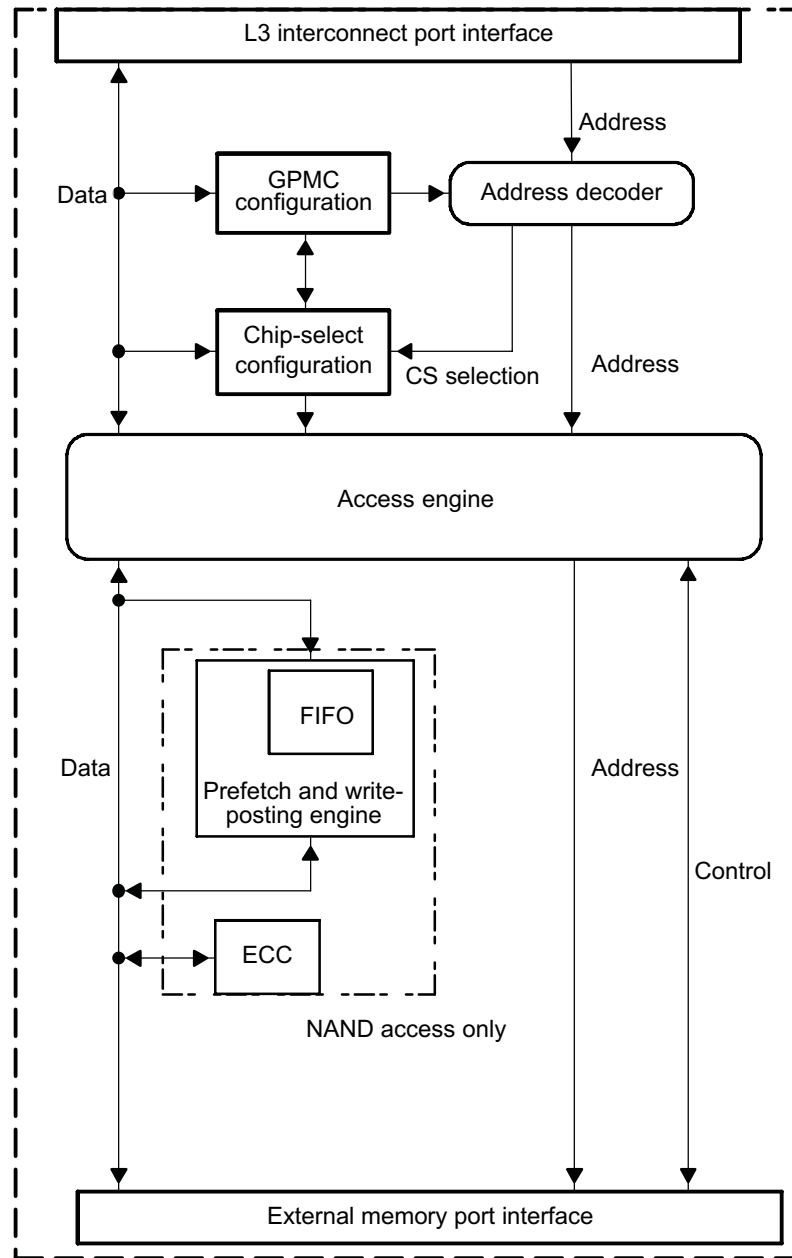 L3 interconnect port interface
Address
GPMC
configuration
Address decoder
Data
Chip-select
configuration
CS selection
Address
Access engine
FIFO
Prefetch and write-
posting engine
Data
Address
Control
ECC
NAND access only
External memory port interface